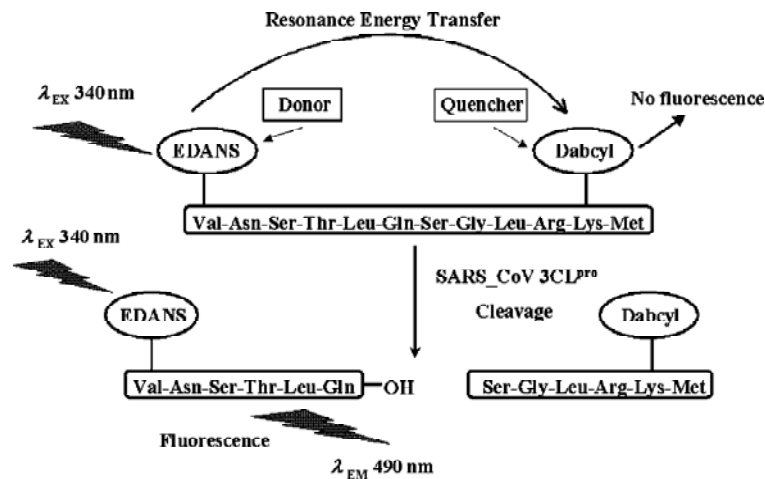 Resonance Energy Transfer
λEX 340 nm
Donor
Quencher
No fluorescence
EDANS
Dabcyl
Val-Asn-Ser-Thr-Leu-Gln-Ser-Gly-Leu-Arg-Lys-Met
λEX 340 nm
SARS_CoV 3CLpro
Cleavage
EDANS
Dabcyl
Val-Asn-Ser-Thr-Leu-Gln-OH
Ser-Gly-Leu-Arg-Lys-Met
Fluorescence
λEM 490 nm